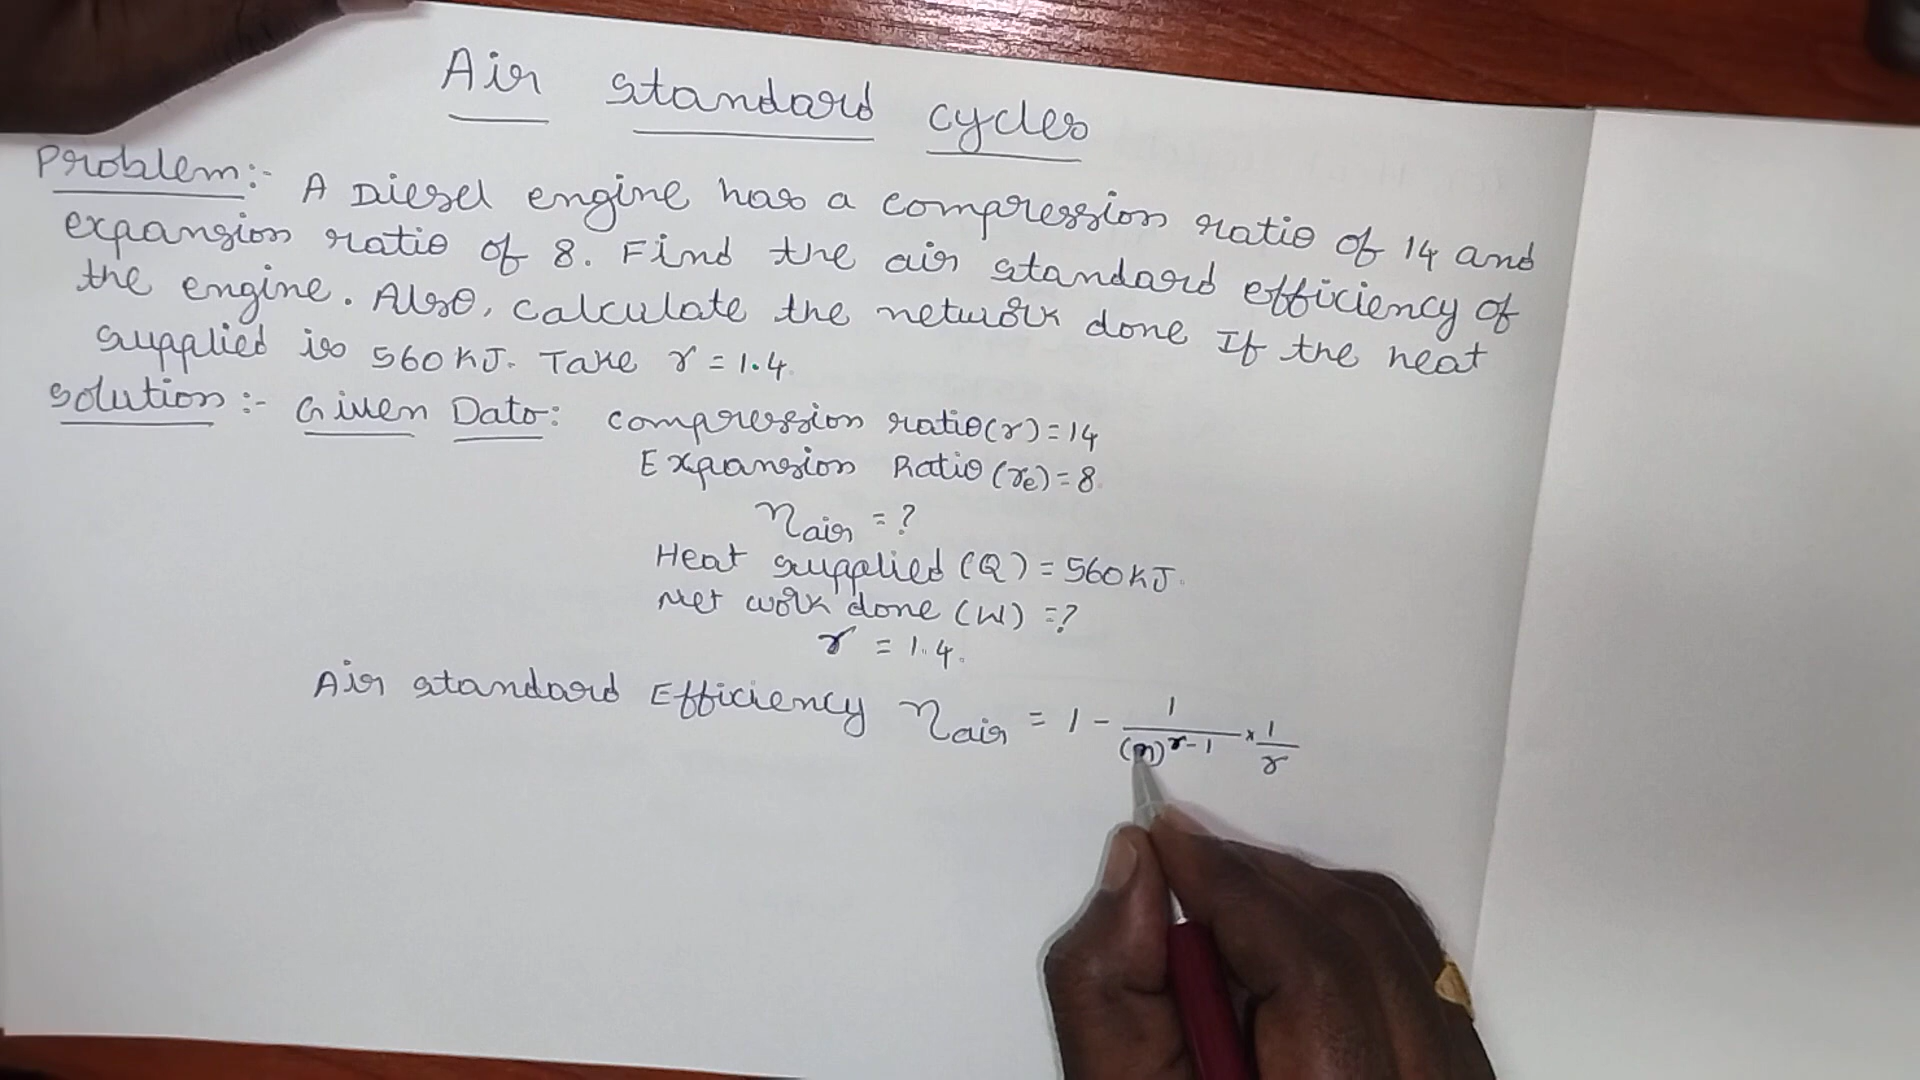 Air standard cycles
Problem:- A Diesel engine has a compression ratio of 14 and
expansion ratio of 8. Find the air standard efficiency of
the engine. Also, calculate the network done If the heat
supplied is 560 KJ. Take γ = 1.4.
Solution:- Given Data: compression ratio(r) = 14
Expansion Ratio (re) = 8.
ηair = ?
Heat supplied (Q) = 560 KJ.
Net work done (W) = ?
γ = 1.4.
Air standard Efficiency ηair = 1 - 1/(r)^γ-1 × 1/γ